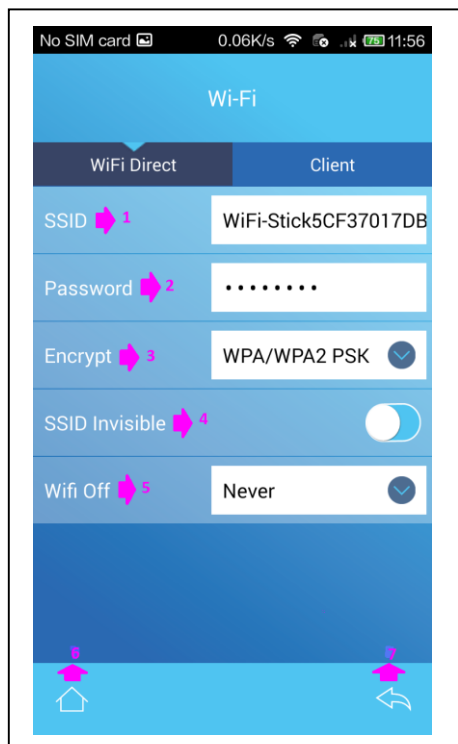 No SIM card 0.06K/s 75 11:56
Wi-Fi
WiFi Direct Client
SSID 1 WiFi-Stick5CF37017DB
Password 2 ········
Encrypt 3 WPA/WPA2 PSK
SSID Invisible 4
Wifi Off 5 Never
6 7